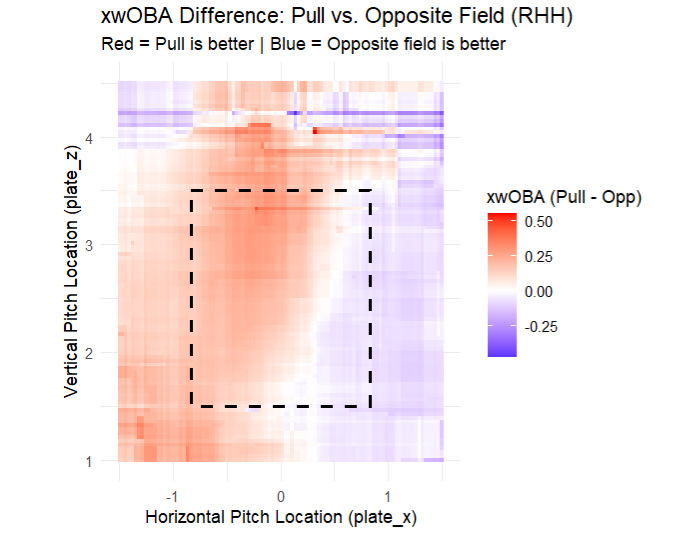 xwOBA Difference: Pull vs. Opposite Field (RHH)
Red = Pull is better | Blue = Opposite field is better
Vertical Pitch Location (plate_z)
4
3
2
1
-1
0
1
Horizontal Pitch Location (plate_x)
xwOBA (Pull - Opp)
0.50
0.25
0.00
-0.25